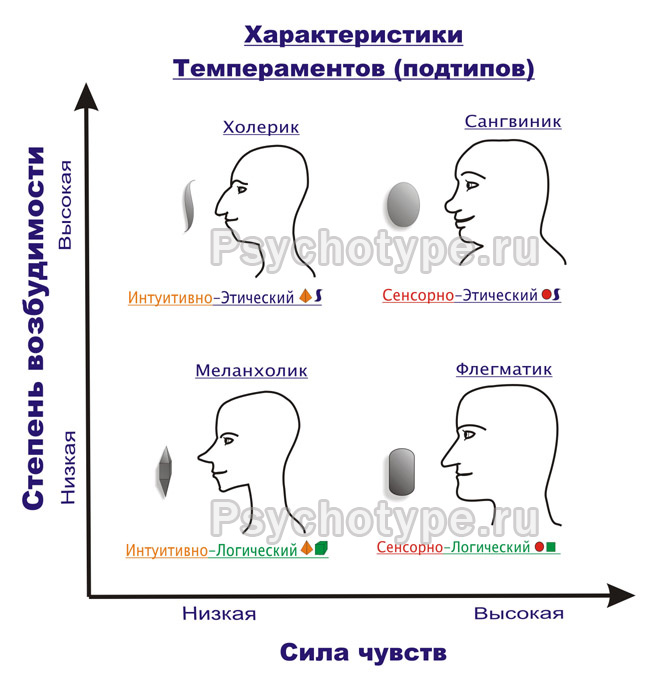 Характеристики
Темпераментов (подтипов)
Степень возбудимости
Высокая
Низкая
Холерик
Сангвиник
Psychotype.ru
Интуитивно-Этический
Сенсорно-Этический
Меланхолик
Флегматик
Psychotype.ru
Интуитивно-Логический
Сенсорно-Логический
Низкая
Высокая
Сила чувств